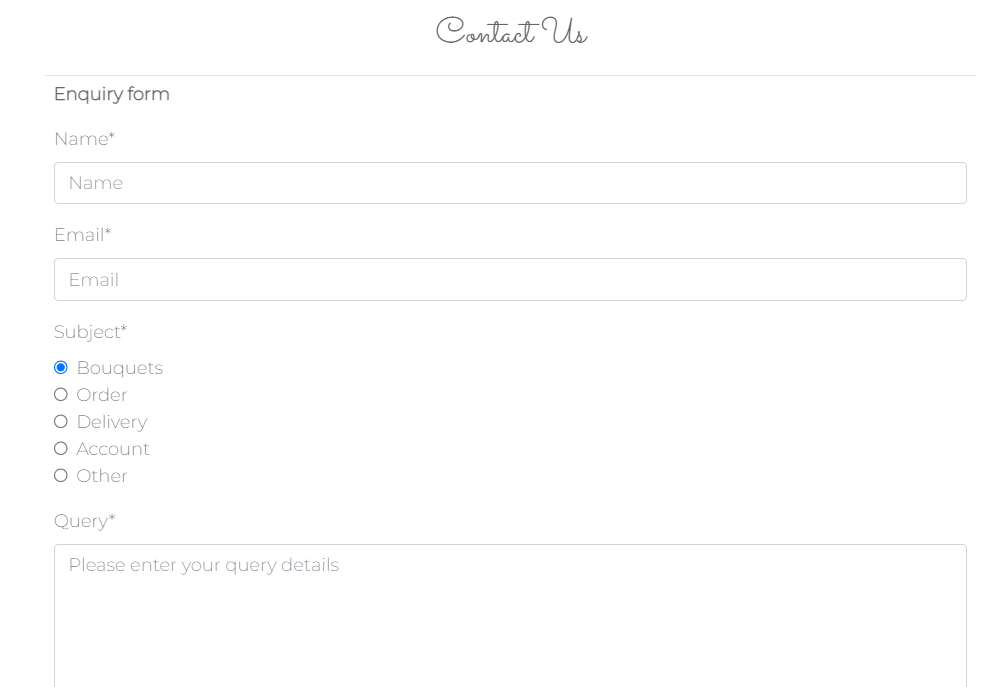 Contact Us
Enquiry form
Name*
Name
Email*
Email
Subject*
Bouquets
Order
Delivery
Account
Other
Query*
Please enter your query details